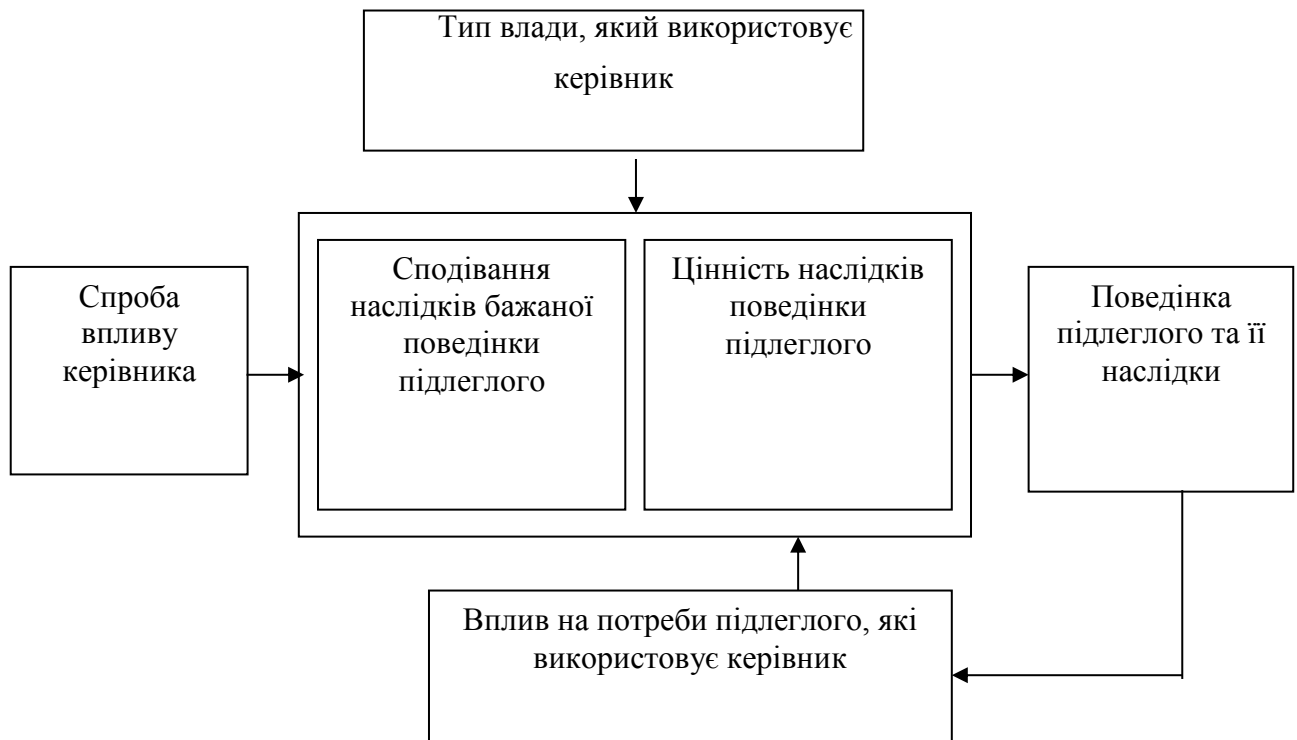 Тип влади, який використовує
керівник
Спроба
впливу
керівника
Сподівання
наслідків бажаної
поведінки
підлеглого
Цінність наслідків
поведінки
підлеглого
Поведінка
підлеглого та її
наслідки
Вплив на потреби підлеглого, які
використовує керівник